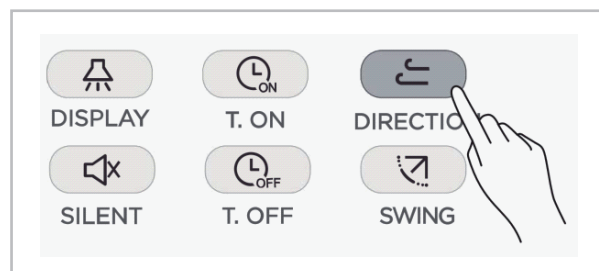 ON
DISPLAY T. ON DIRECTIO
OFF
SILENT T. OFF SWING